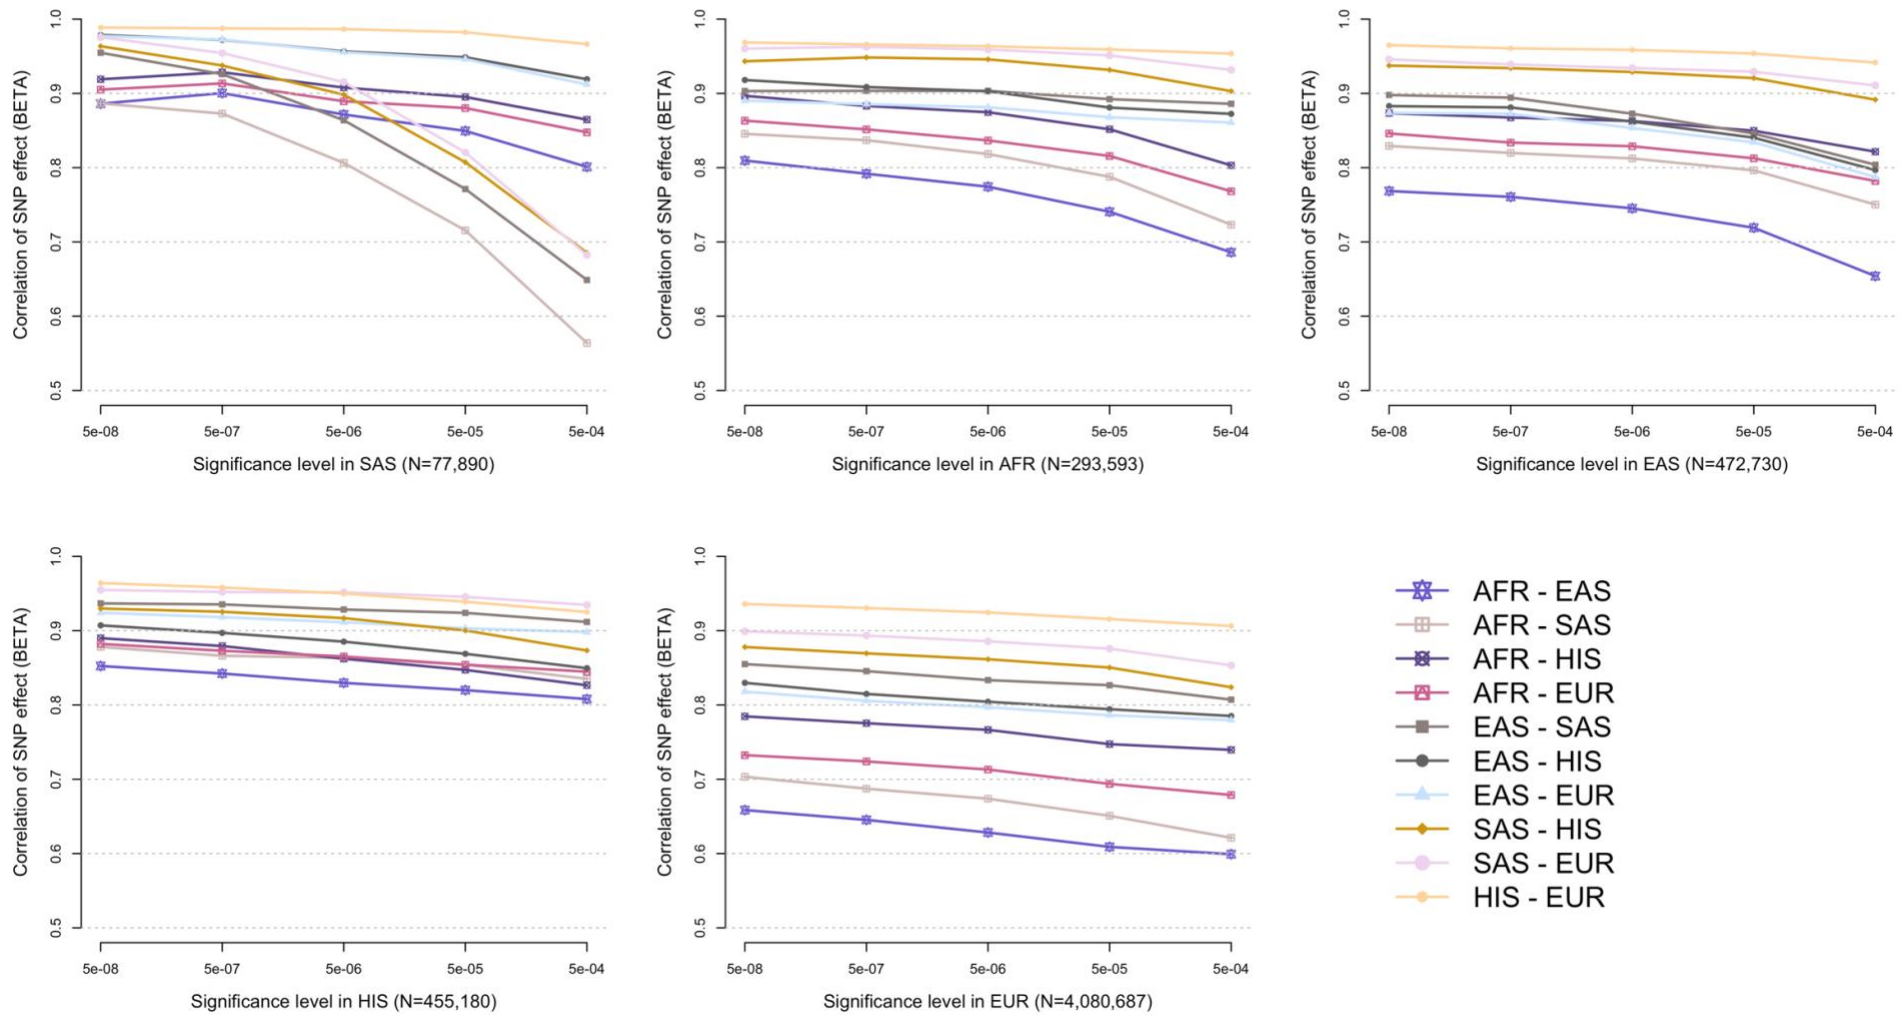 Correlation of SNP effect (BETA)
1.0
0.9
0.8
0.7
0.6
0.5
5e-08 5e-07 5e-06 5e-05 5e-04
Significance level in SAS (N=77,890)
Correlation of SNP effect (BETA)
1.0
0.9
0.8
0.7
0.6
0.5
5e-08 5e-07 5e-06 5e-05 5e-04
Significance level in AFR (N=293,593)
Correlation of SNP effect (BETA)
1.0
0.9
0.8
0.7
0.6
0.5
5e-08 5e-07 5e-06 5e-05 5e-04
Significance level in EAS (N=472,730)
Correlation of SNP effect (BETA)
1.0
0.9
0.8
0.7
0.6
0.5
5e-08 5e-07 5e-06 5e-05 5e-04
Significance level in HIS (N=455,180)
Correlation of SNP effect (BETA)
1.0
0.9
0.8
0.7
0.6
0.5
5e-08 5e-07 5e-06 5e-05 5e-04
Significance level in EUR (N=4,080,687)
AFR - EAS
AFR - SAS
AFR - HIS
AFR - EUR
EAS - SAS
EAS - HIS
EAS - EUR
SAS - HIS
SAS - EUR
HIS - EUR